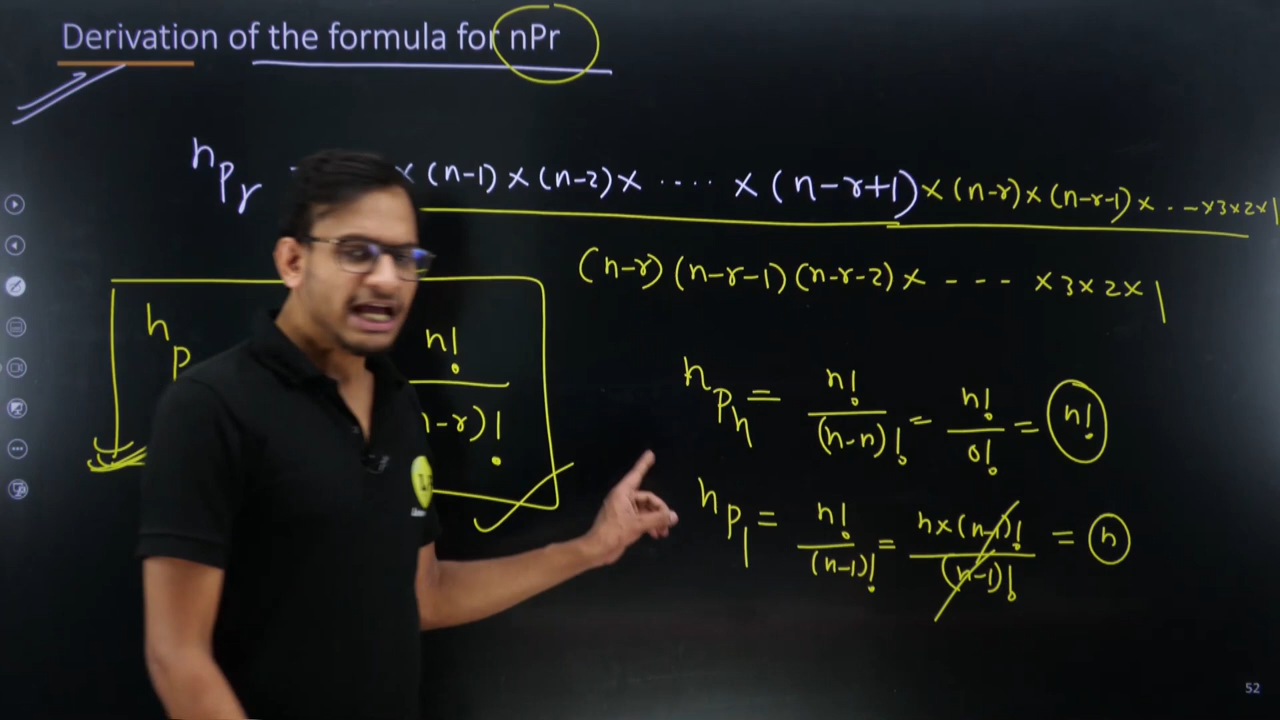 Derivation of the formula for nPr
nPr × (n-1) × (n-2) × .... × (n-r+1) × (n-r) × (n-r-1) × ... × 3×2×1
(n-r) (n-r-1) (n-r-2) × --- × 3×2×1
nP n!
-r)!
nPn = n!/(n-n)! = n!/0! = n!
nP1 = n!/(n-1)! = n×(n-1)!/(n-1)! = n
52